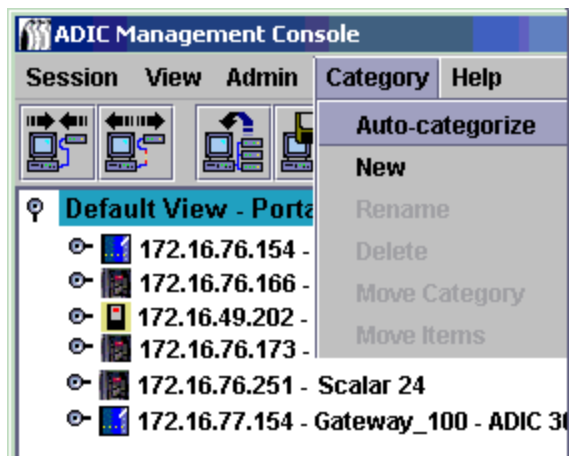 ADIC Management Console
Session View Admin Category Help
Auto-categorize
New
Rename
Delete
Move Category
Move Items
Default View - Porta
172.16.76.154 -
172.16.76.166 -
172.16.49.202 -
172.16.76.173 -
172.16.76.251 - Scalar 24
172.16.77.154 - Gateway_100 - ADIC 30